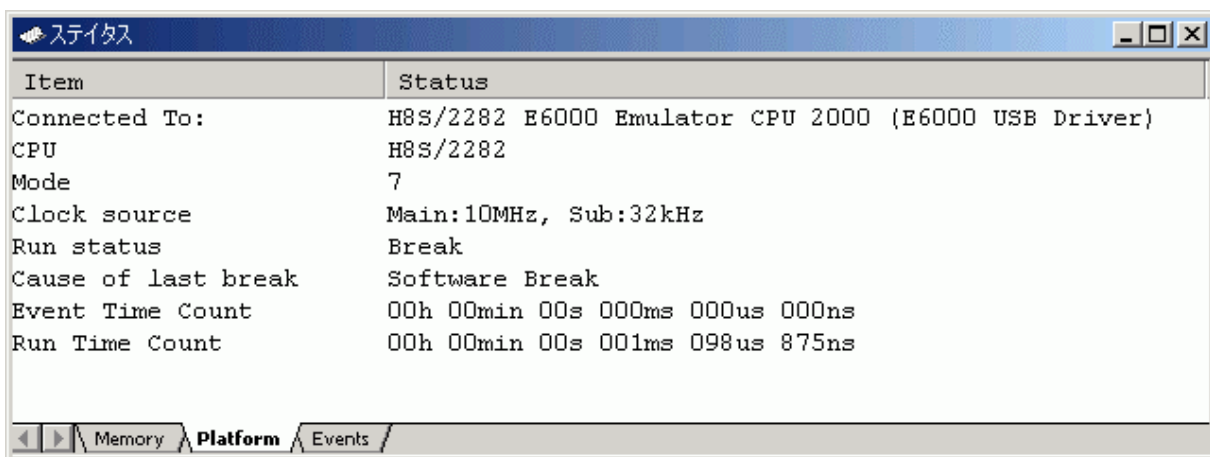 ステイタス
Item Status
Connected To: H8S/2282 E6000 Emulator CPU 2000 (E6000 USB Driver)
CPU H8S/2282
Mode 7
Clock source Main:10MHz, Sub:32kHz
Run status Break
Cause of last break Software Break
Event Time Count 00h 00min 00s 000ms 000us 000ns
Run Time Count 00h 00min 00s 001ms 098us 875ns
Memory Platform Events